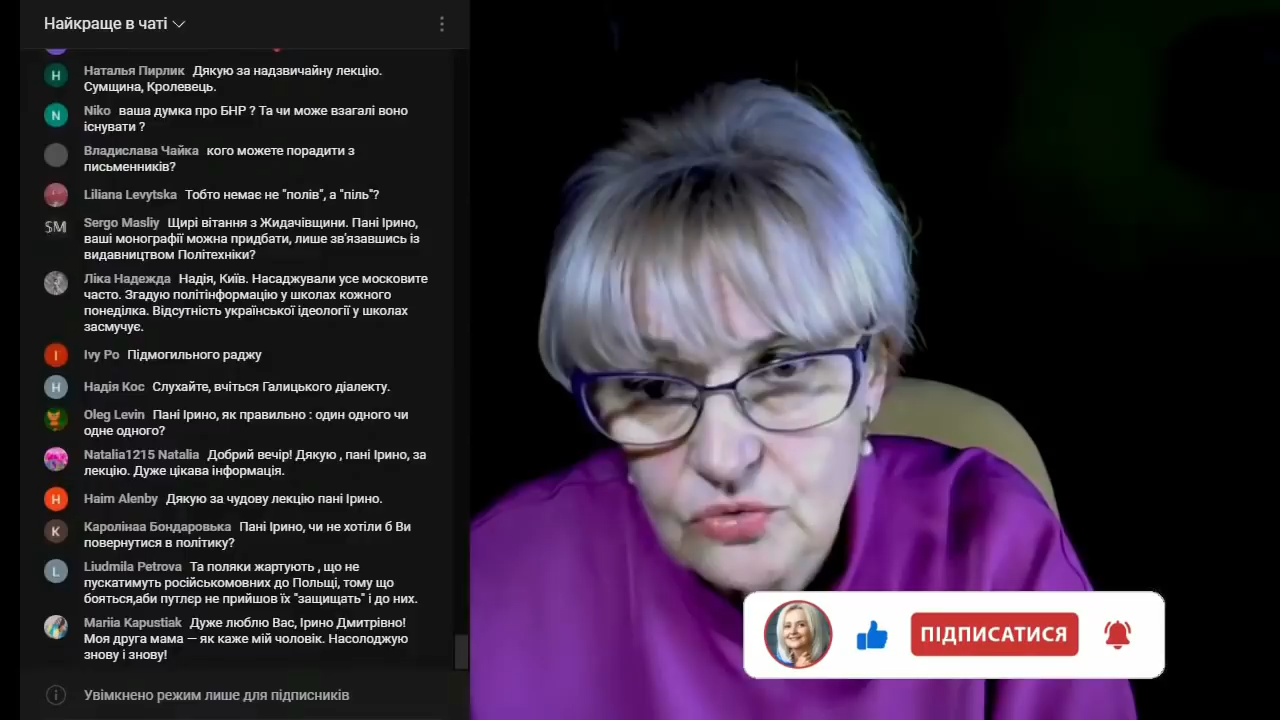 Найкраще в чаті
Наталья Пирлик Дякую за надзвичайну лекцію.
Сумщина, Кролевець.
Niko ваша думка про БНР ? Та чи може взагалі воно
існувати ?
Владислава Чайка кого можете порадити з
письменників?
Liliana Levytska Тобто немає не "полів", а "піль"?
Sergo Masliy Щирі вітання з Жидачівщини. Пані Ірино,
ваші монографії можна придбати, лише зв'язавшись із
видавництвом Політехніки?
Ліка Надежда Надія, Київ. Насаджували усе московите
часто. Згадую політінформацію у школах кожного
понеділка. Відсутність української ідеології у школах
засмучує.
Ivy Po Підмогильного раджу
Надія Кос Слухайте, вчіться Галицького діалекту.
Oleg Levin Пані Ірино, як правильно : один одного чи
одне одного?
Natalia1215 Natalia Добрий вечір! Дякую , пані Ірино, за
лекцію. Дуже цікава інформація.
Haim Alenby Дякую за чудову лекцію пані Ірино.
Каролінаа Бондаровька Пані Ірино, чи не хотіли б Ви
повернутися в політику?
Liudmila Petrova Та поляки жартують , що не
пускатимуть російськомовних до Польщі, тому що
бояться,аби путлєр не прийшов їх "защищать" і до них.
Mariia Kapustiak Дуже люблю Вас, Ірино Дмитрівно!
Моя друга мама — як каже мій чоловік. Насолоджую
знову і знову!
Увімкнено режим лише для підписників
ПІДПИСАТИСЯ
H
N
SM
I
H
H
K
L